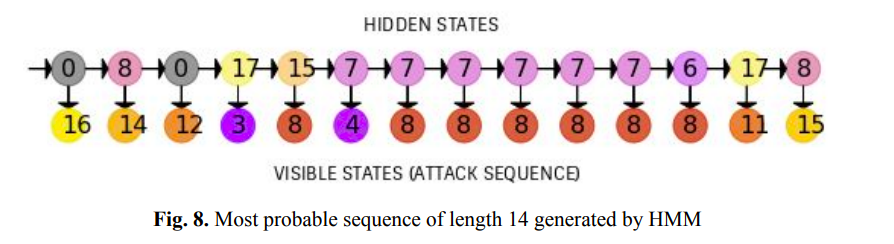 HIDDEN STATES
0 8 0 17 15 7 7 7 7 7 7 6 17 8
16 14 12 3 8 4 8 8 8 8 8 8 11 15
VISIBLE STATES (ATTACK SEQUENCE)
Fig. 8. Most probable sequence of length 14 generated by HMM